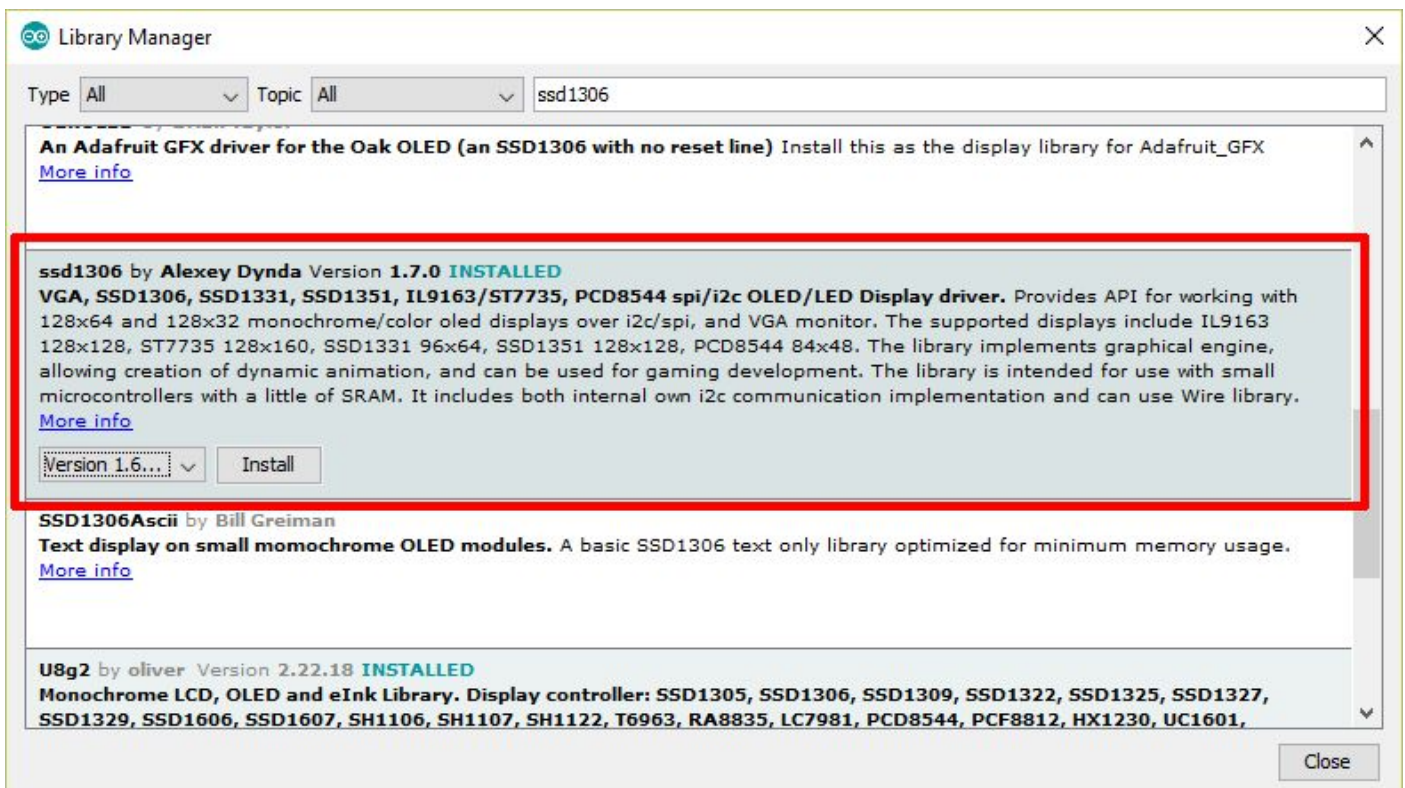 Library Manager
Type All Topic All ssd1306
An Adafruit GFX driver for the Oak OLED (an SSD1306 with no reset line) Install this as the display library for Adafruit_GFX
More info
ssd1306 by Alexey Dynda Version 1.7.0 INSTALLED
VGA, SSD1306, SSD1331, SSD1351, IL9163/ST7735, PCD8544 spi/i2c OLED/LED Display driver. Provides API for working with
128x64 and 128x32 monochrome/color oled displays over i2c/spi, and VGA monitor. The supported displays include IL9163
128x128, ST7735 128x160, SSD1331 96x64, SSD1351 128x128, PCD8544 84x48. The library implements graphical engine,
allowing creation of dynamic animation, and can be used for gaming development. The library is intended for use with small
microcontrollers with a little of SRAM. It includes both internal own i2c communication implementation and can use Wire library.
More info
Version 1.6... Install
SSD1306Ascii by Bill Greiman
Text display on small momochrome OLED modules. A basic SSD1306 text only library optimized for minimum memory usage.
More info
U8g2 by oliver Version 2.22.18 INSTALLED
Monochrome LCD, OLED and eInk Library. Display controller: SSD1305, SSD1306, SSD1309, SSD1322, SSD1325, SSD1327,
SSD1329, SSD1606, SSD1607, SH1106, SH1107, SH1122, T6963, RA8835, LC7981, PCD8544, PCF8812, HX1230, UC1601,
Close